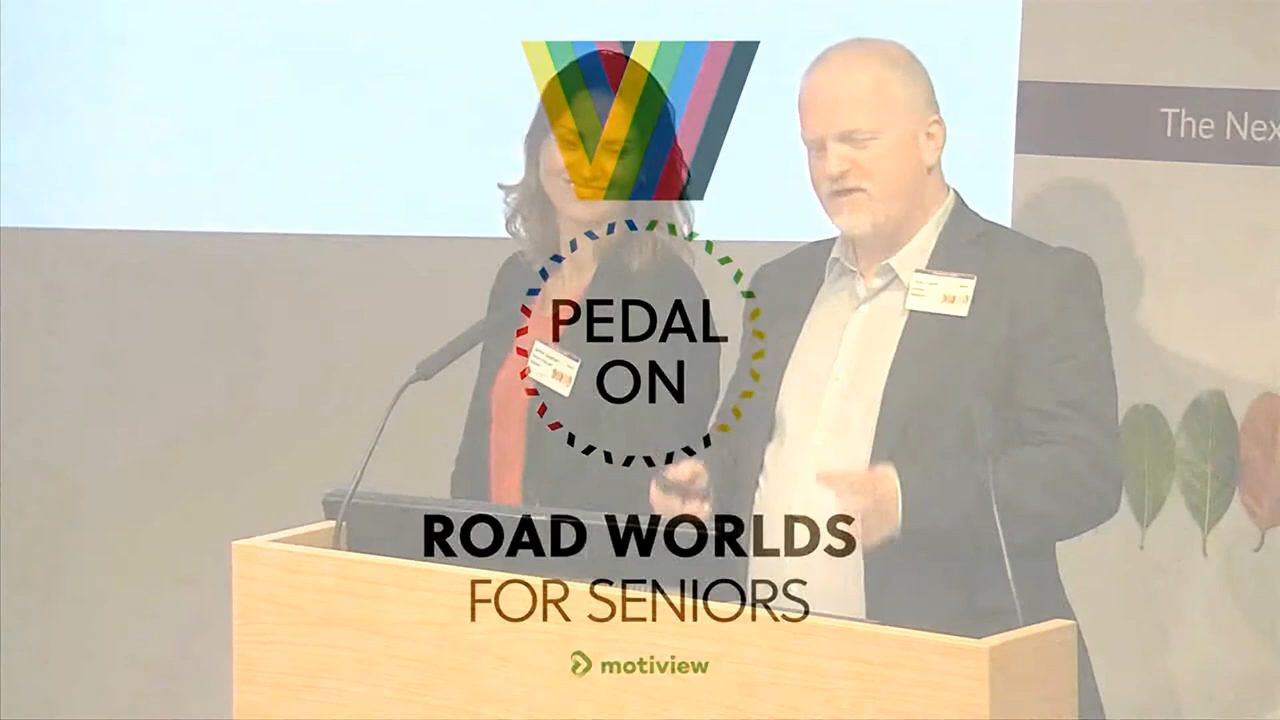 The Nex
PEDAL
ON
ROAD WORLDS
FOR SENIORS
motiview